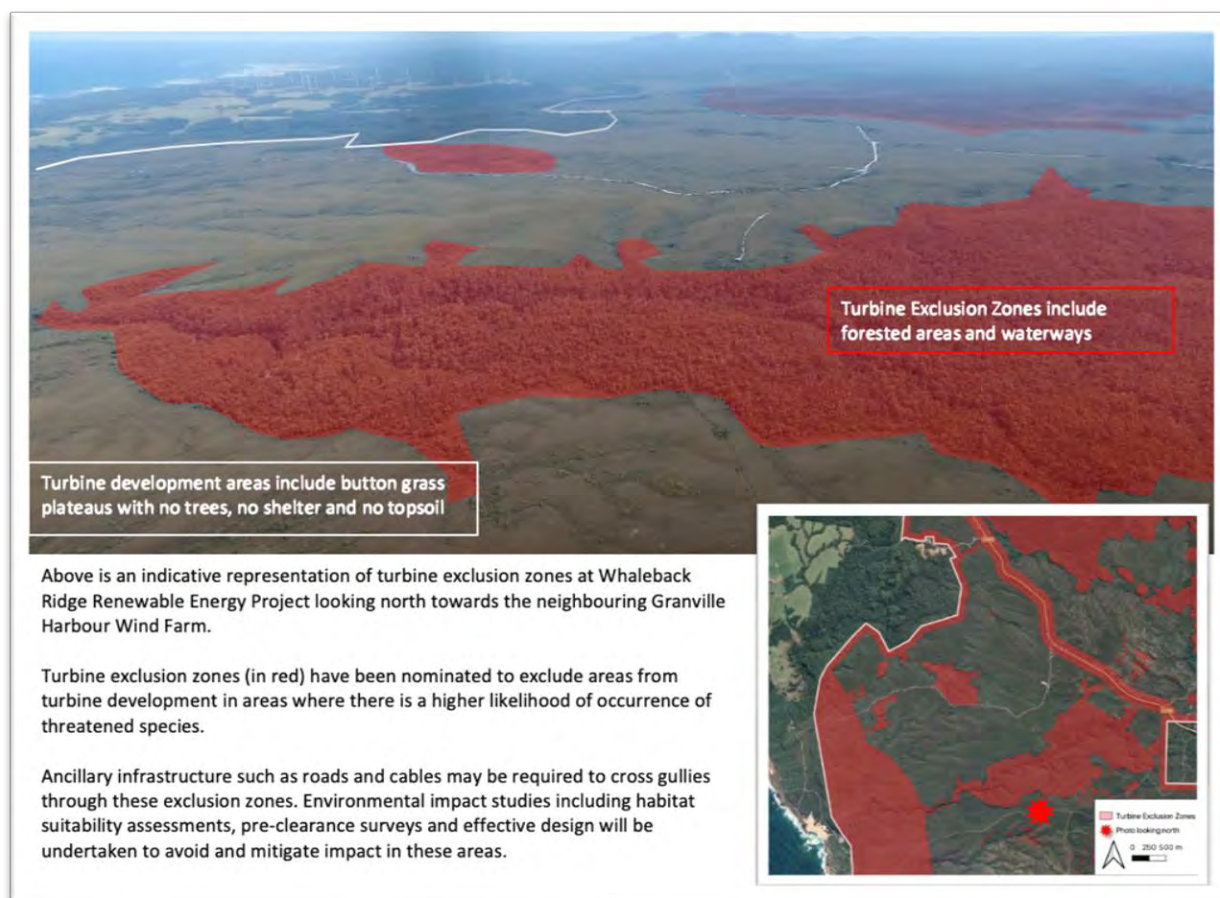 Turbine Exclusion Zones include
forested areas and waterways
Turbine development areas include button grass
plateaus with no trees, no shelter and no topsoil
Above is an indicative representation of turbine exclusion zones at Whaleback
Ridge Renewable Energy Project looking north towards the neighbouring Granville
Harbour Wind Farm.
Turbine exclusion zones (in red) have been nominated to exclude areas from
turbine development in areas where there is a higher likelihood of occurrence of
threatened species.
Ancillary infrastructure such as roads and cables may be required to cross gullies
through these exclusion zones. Environmental impact studies including habitat
suitability assessments, pre-clearance surveys and effective design will be
undertaken to avoid and mitigate impact in these areas.
Turbine Exclusion Zones
Photo looking north
0 250 500 m